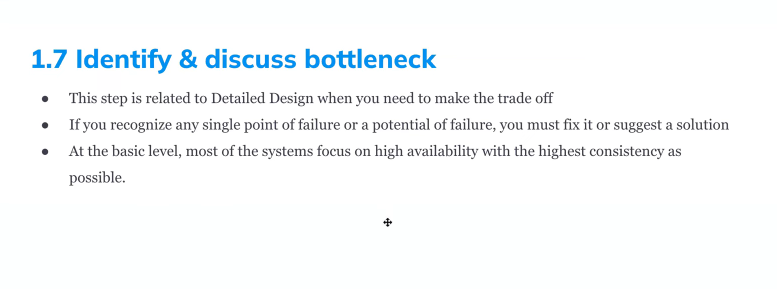 1.7 Identify & discuss bottleneck
● This step is related to Detailed Design when you need to make the trade off
● If you recognize any single point of failure or a potential of failure, you must fix it or suggest a solution
● At the basic level, most of the systems focus on high availability with the highest consistency as
possible.